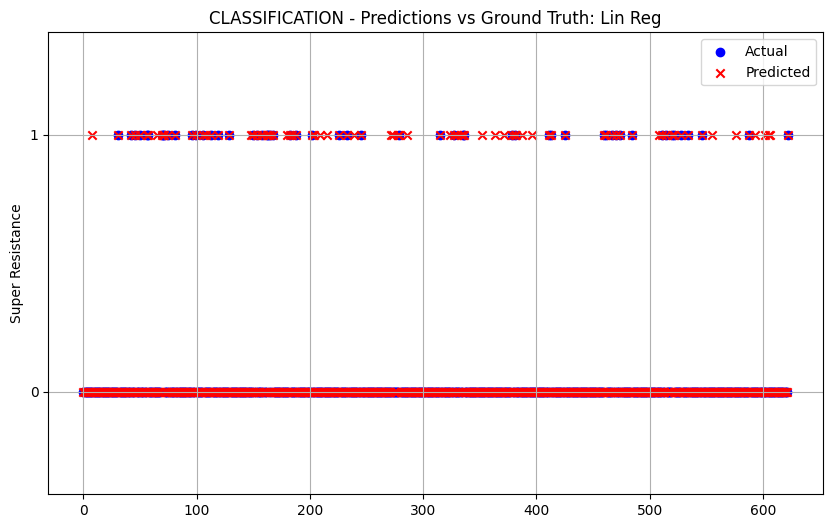 CLASSIFICATION - Predictions vs Ground Truth: Lin Reg
Actual
Predicted
1
Super Resistance
0
0 100 200 300 400 500 600